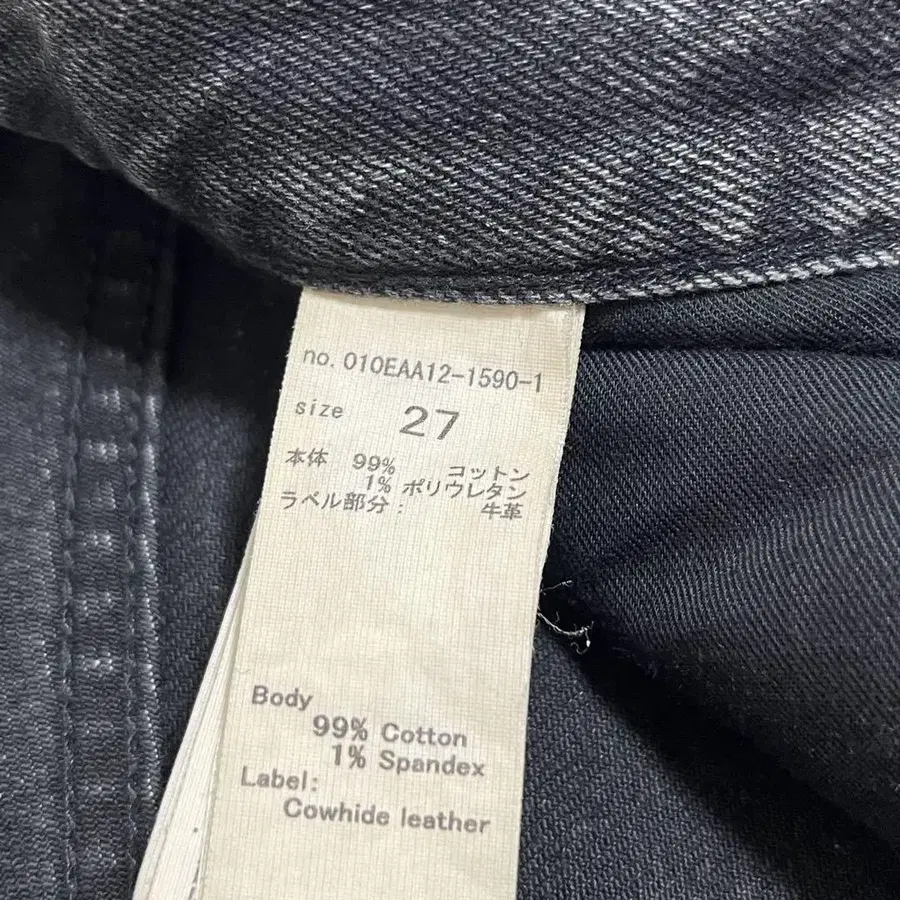 no. 010EAA12-1590-1
size 27
本体 99% コットン
1% ポリウレタン
ラベル部分: 牛革
Body
99% Cotton
1% Spandex
Label:
Cowhide leather